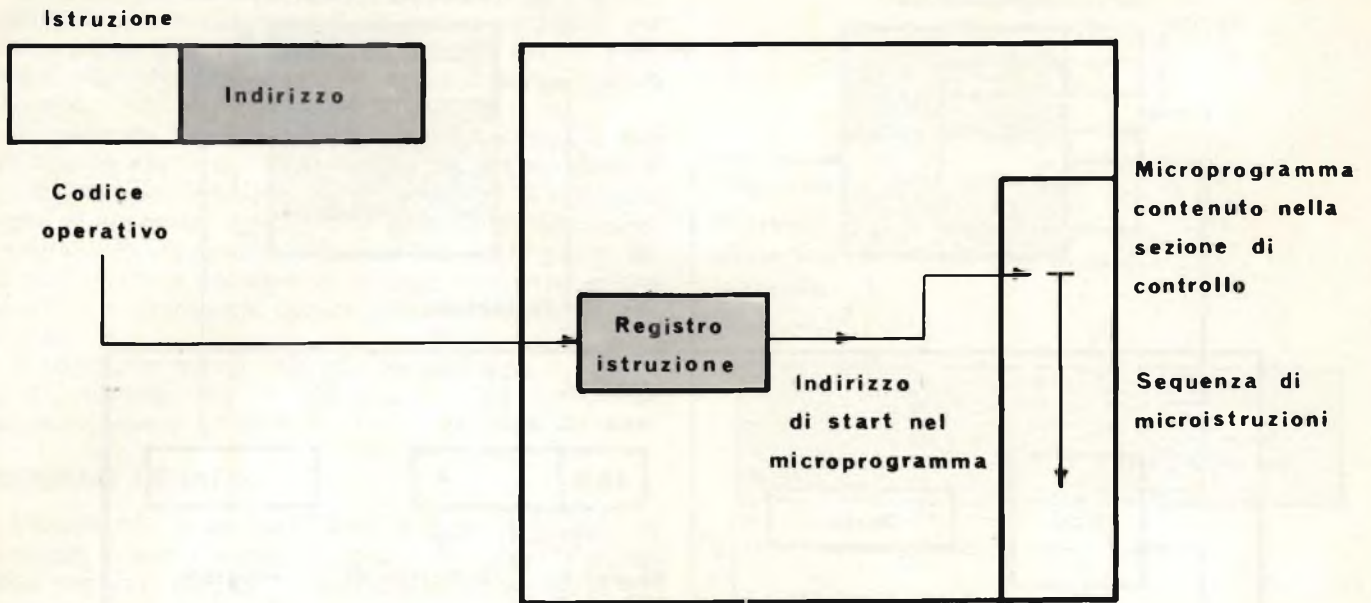 Istruzione
Indirizzo
Codice
operativo
Registro
istruzione
Indirizzo
di start nel
microprogramma
Microprogramma
contenuto nella
sezione di
controllo
Sequenza di
microistruzioni